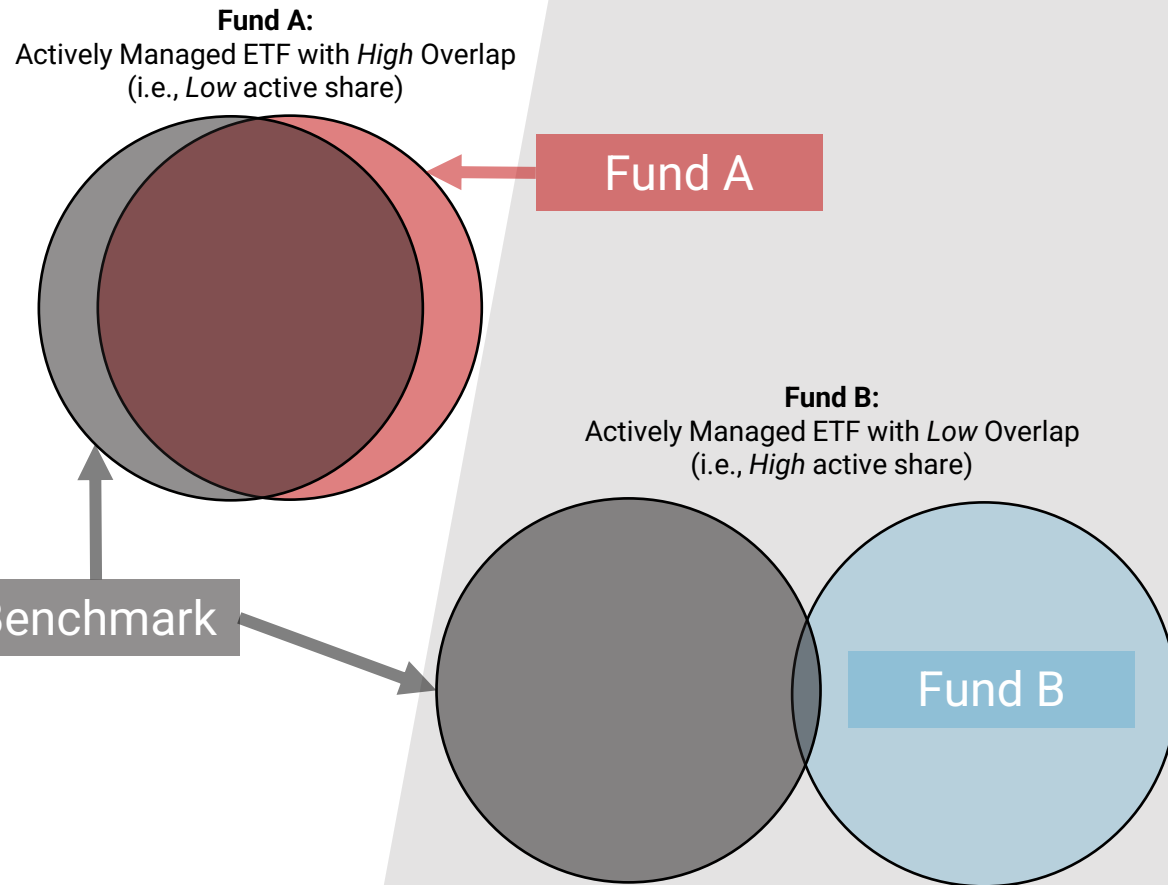 Fund A:
Actively Managed ETF with High Overlap
(i.e., Low active share)
Fund A
Fund B:
Actively Managed ETF with Low Overlap
(i.e., High active share)
Benchmark
Fund B